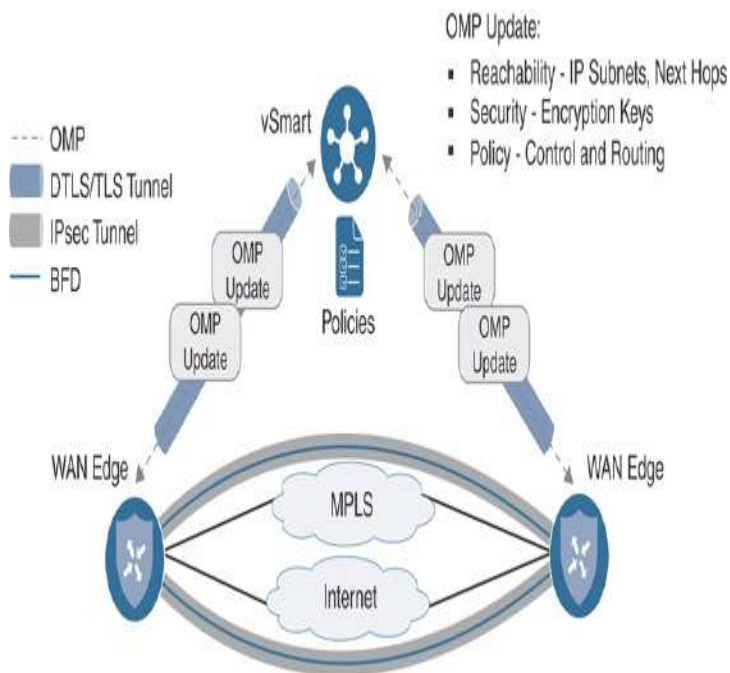 OMP Update:
▪ Reachability - IP Subnets, Next Hops
▪ Security - Encryption Keys
▪ Policy - Control and Routing
vSmart
OMP
DTLS/TLS Tunnel
IPsec Tunnel
BFD
OMP
Update
OMP
Update
Policies
OMP
Update
OMP
Update
WAN Edge
WAN Edge
MPLS
Internet